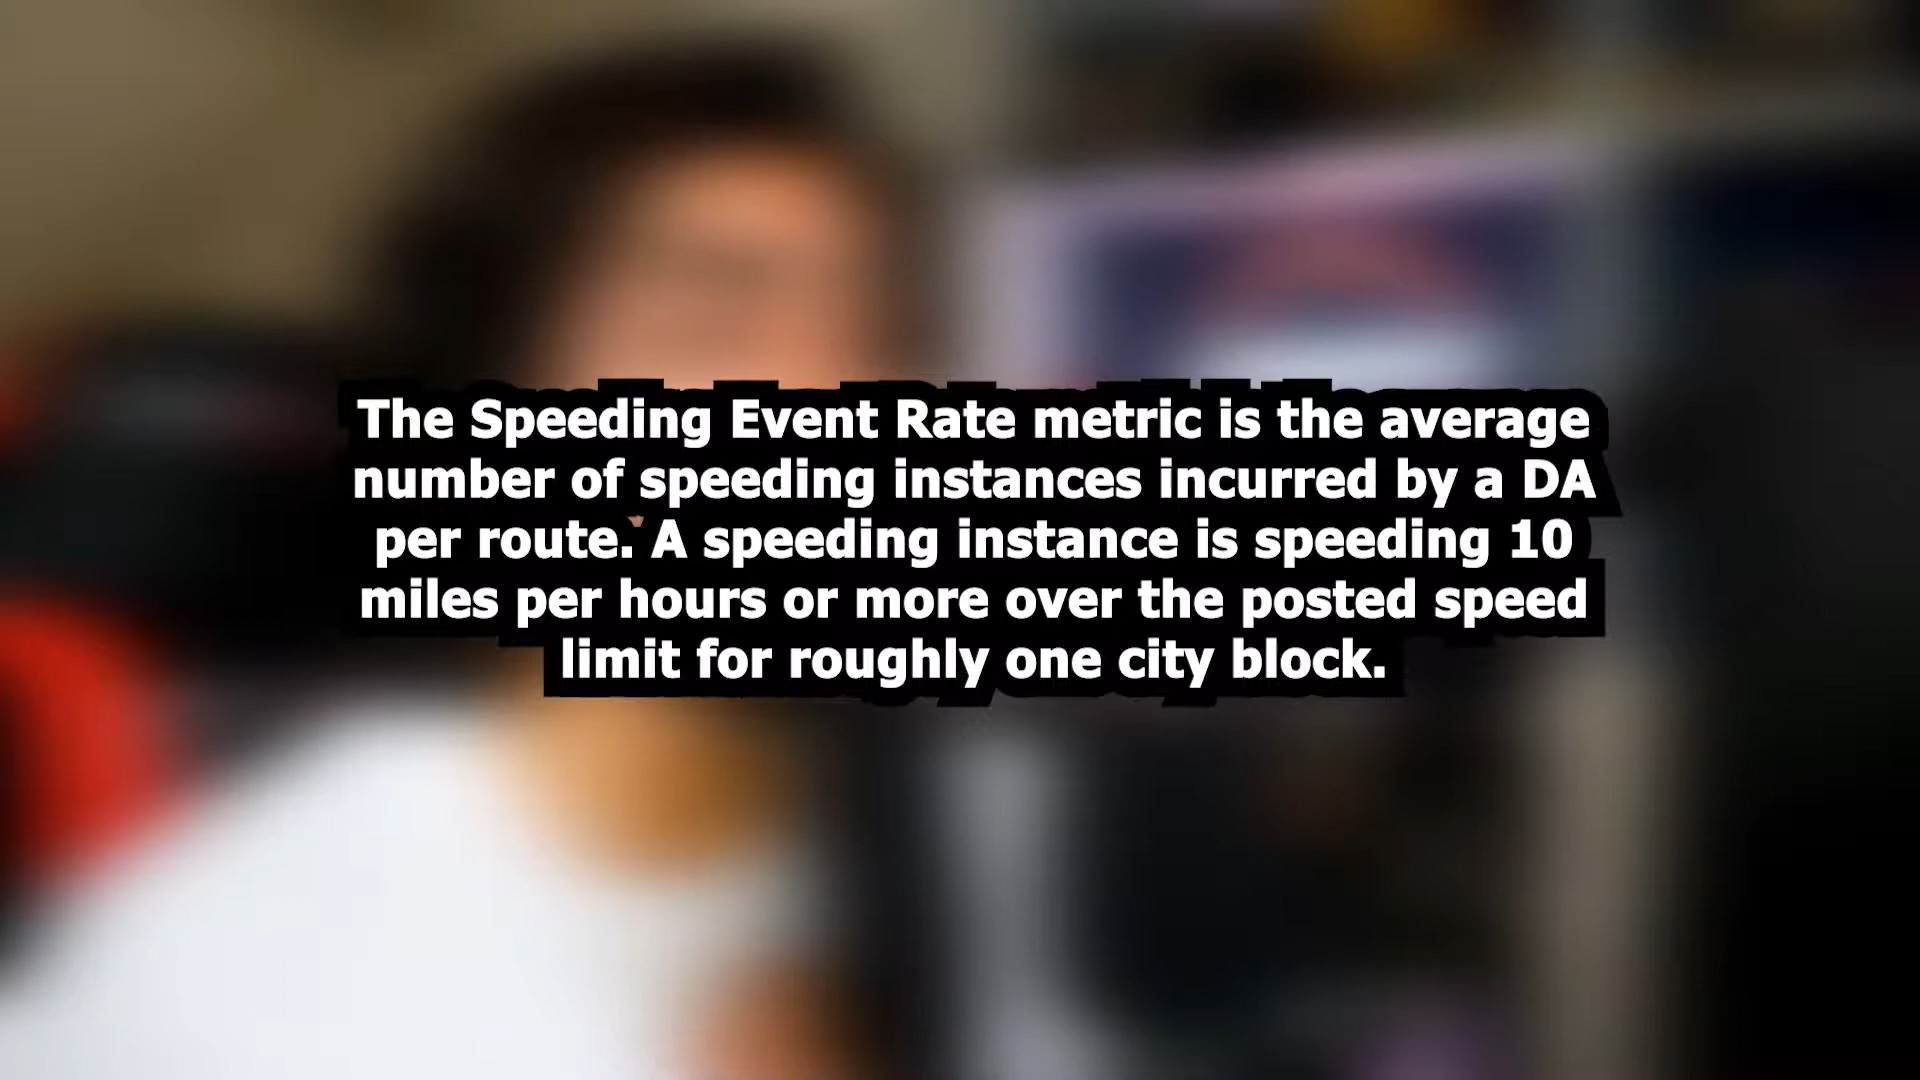 The Speeding Event Rate metric is the average
number of speeding instances incurred by a DA
per route. A speeding instance is speeding 10
miles per hours or more over the posted speed
limit for roughly one city block.